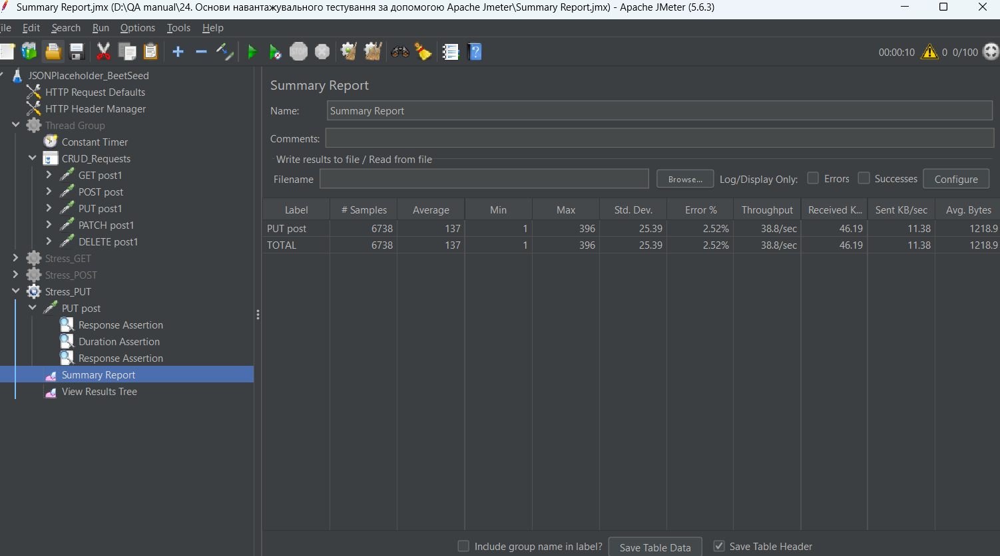 Summary Report.jmx (D:\QA manual\24. Основи навантажувального тестування за допомогою Apache Jmeter\Summary Report.jmx) - Apache JMeter (5.6.3)
ile Edit Search Run Options Tools Help
STOP
00:00:10 0 0/100
JSONPlaceholder_BeetSeed
HTTP Request Defaults
HTTP Header Manager
Thread Group
Constant Timer
CRUD_Requests
GET post1
POST post
PUT post1
PATCH post1
DELETE post1
Stress_GET
Stress_POST
Stress_PUT
PUT post
Response Assertion
Duration Assertion
Response Assertion
Summary Report
View Results Tree
Summary Report
Name: Summary Report
Comments:
Write results to file / Read from file
Filename Browse... Log/Display Only: Errors Successes Configure
Label # Samples Average Min Max Std. Dev. Error % Throughput Received K... Sent KB/sec Avg. Bytes
PUT post 6738 137 1 396 25.39 2.52% 38.8/sec 46.19 11.38 1218.9
TOTAL 6738 137 1 396 25.39 2.52% 38.8/sec 46.19 11.38 1218.9
Include group name in label? Save Table Data Save Table Header